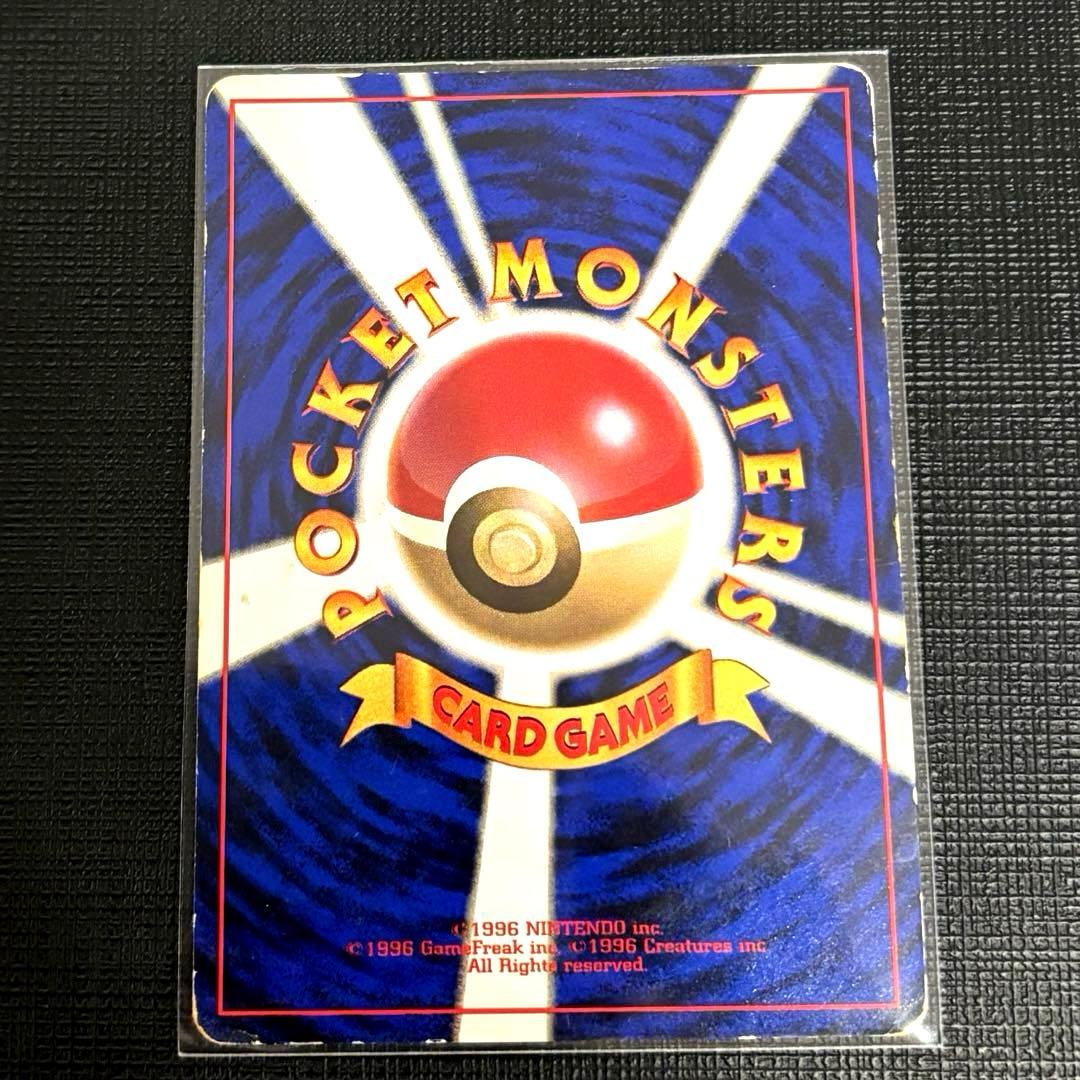 POCKET MONSTERS
CARD GAME
©1996 NINTENDO inc.
©1996 GameFreak inc. ©1996 Creatures inc.
All Rights reserved.